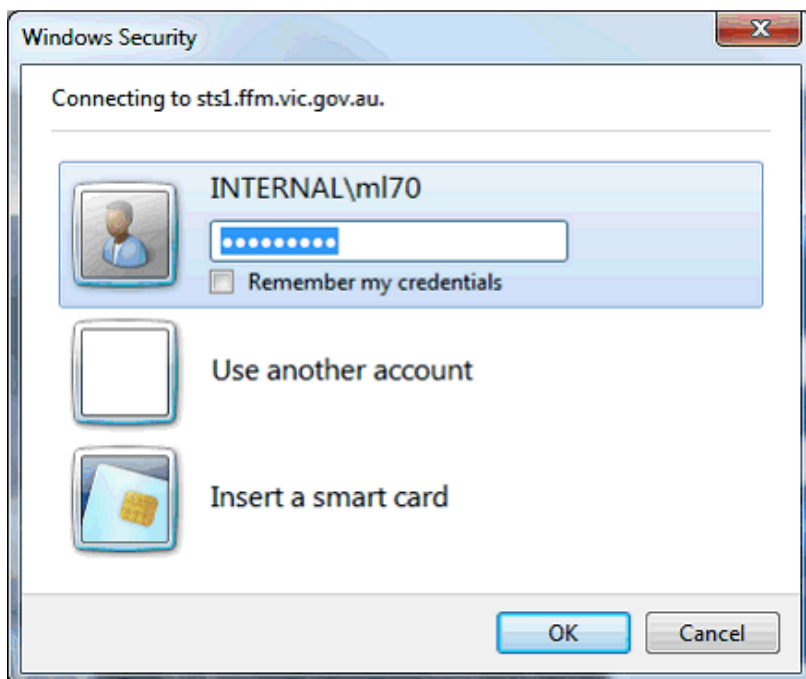 Windows Security
Connecting to sts1.ffm.vic.gov.au.
INTERNAL\ml70
•••••••••
Remember my credentials
Use another account
Insert a smart card
OK
Cancel